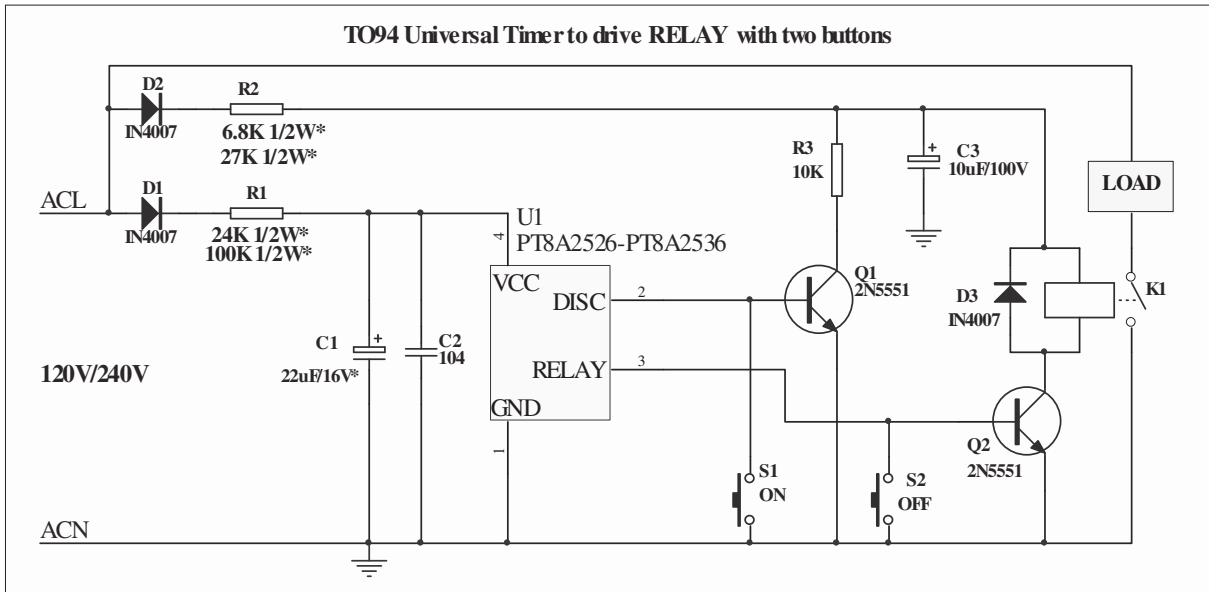 TO94 Universal Timer to drive RELAY with two buttons
D2
IN4007
R2
6.8K 1/2W*
27K 1/2W*
R3
10K
C3
+
10uF/100V
LOAD
ACL
D1
IN4007
R1
24K 1/2W*
100K 1/2W*
U1
PT8A2526-PT8A2536
4
VCC
DISC
2
RELAY
3
GND
1
Q1
2N5551
D3
IN4007
K1
C1
+
22uF/16V*
C2
104
120V/240V
Q2
2N5551
S1
ON
S2
OFF
ACN